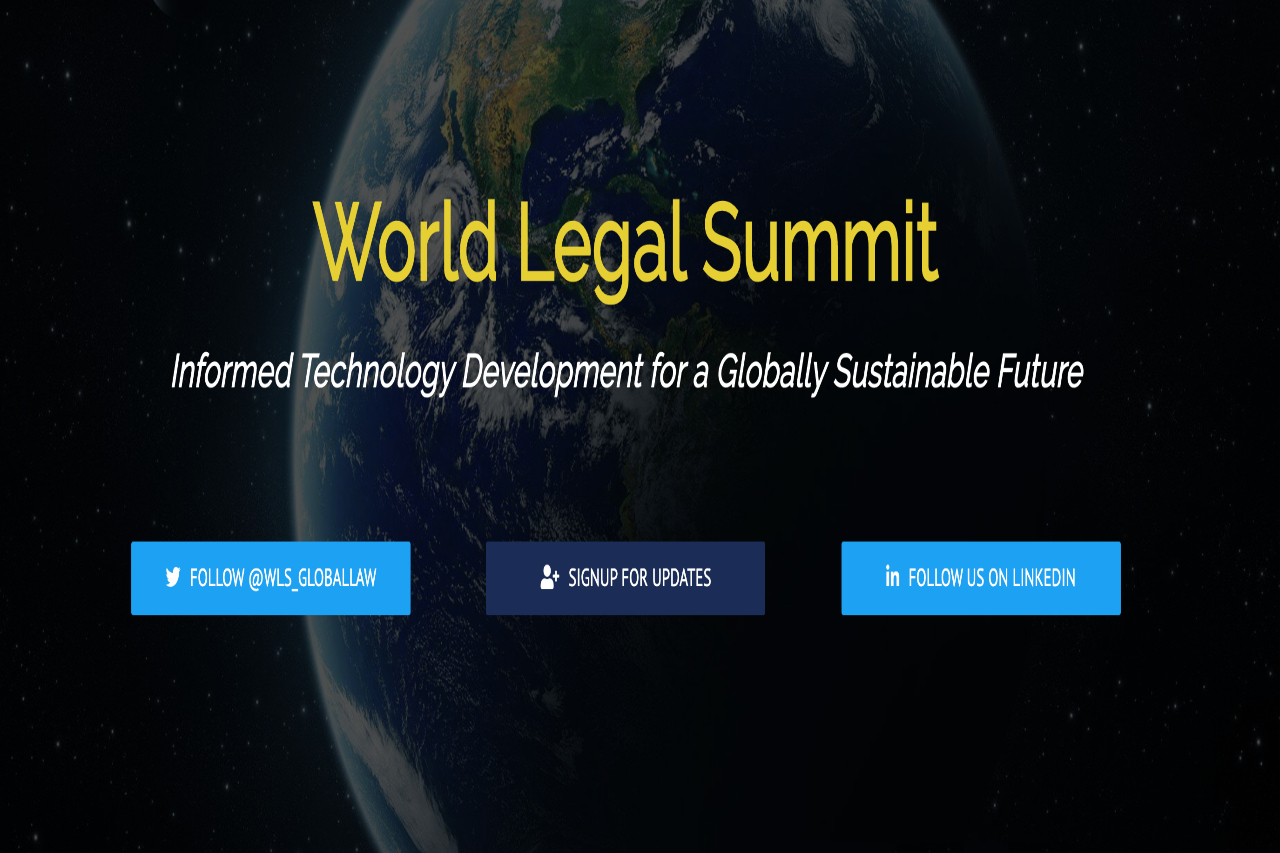 World Legal Summit
Informed Technology Development for a Globally Sustainable Future
FOLLOW @WLS_GLOBALLAW
SIGNUP FOR UPDATES
FOLLOW US ON LINKEDIN